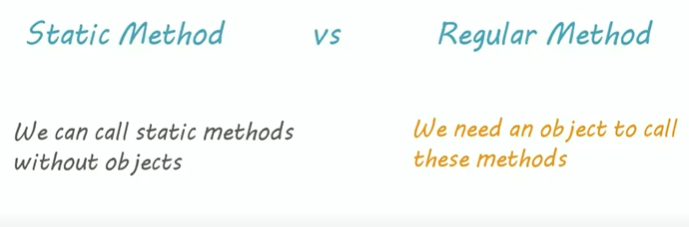 Static Method vs Regular Method
We can call static methods
without objects
We need an object to call
these methods